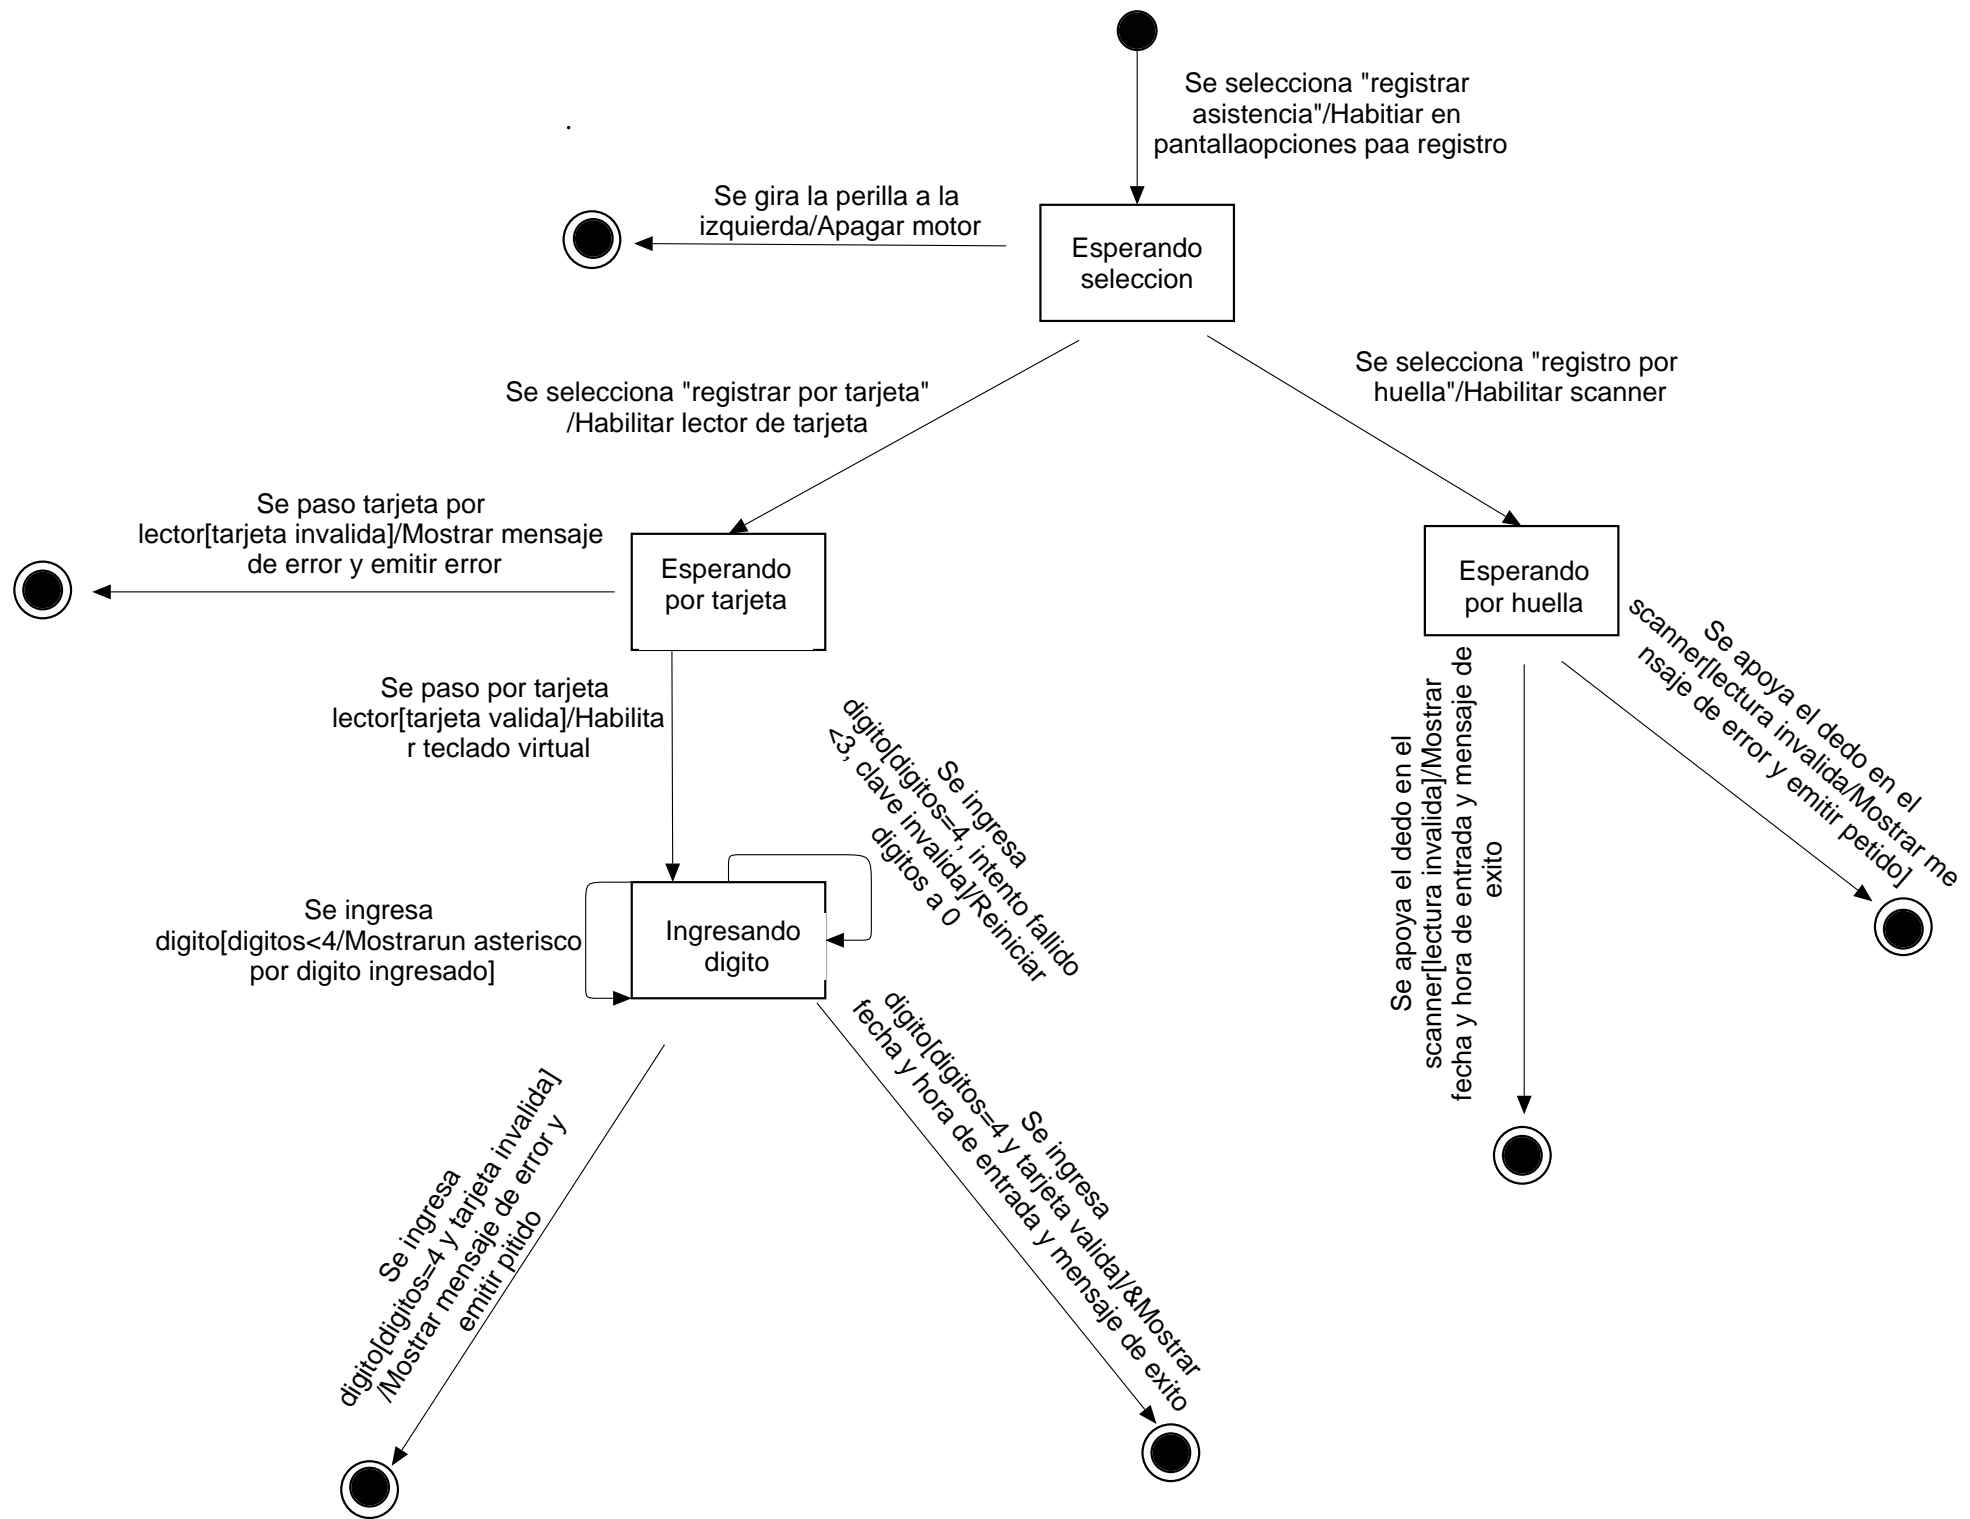 Se selecciona "registrar
asistencia"/Habitiar en
pantallaopciones paa registro
.
Se gira la perilla a la
izquierda/Apagar motor
Esperando
seleccion
Se selecciona "registrar por tarjeta"
/Habilitar lector de tarjeta
Se selecciona "registro por
huella"/Habilitar scanner
Se paso tarjeta por
lector[tarjeta invalida]/Mostrar mensaje
de error y emitir error
Esperando
por tarjeta
Esperando
por huella
Se paso por tarjeta
lector[tarjeta valida]/Habilita
r teclado virtual
Se ingresa
digito[digitos=4, intento fallido
<3, clave invalida]/Reiniciar
digitos a 0
Se apoya el dedo en el
scanner[lectura invalida]/Mostrar
fecha y hora de entrada y mensaje de
exito
Se apoya el dedo en el
scanner[lectura invalida/Mostrar me
nsaje de error y emitir petido]
Se ingresa
digito[digitos<4/Mostrarun asterisco
por digito ingresado]
Ingresando
digito
Se ingresa
digito[digitos=4 y tarjeta invalida]
/Mostrar mensaje de error y
emitir pitido
Se ingresa
digito[digitos=4 y tarjeta valida]/&Mostrar
fecha y hora de entrada y mensaje de exito